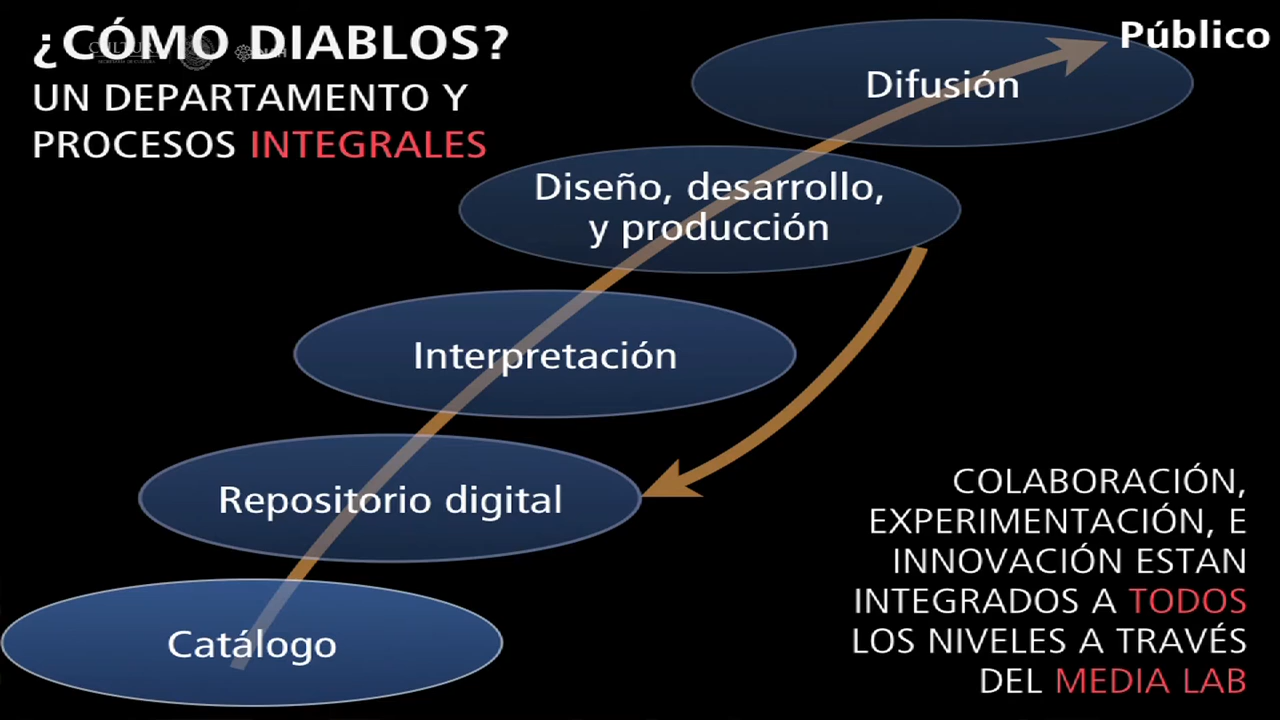 ¿CÓMO DIABLOS?
UN DEPARTAMENTO Y
PROCESOS INTEGRALES
Público
Difusión
Diseño, desarrollo,
y producción
Interpretación
Repositorio digital
Catálogo
COLABORACIÓN,
EXPERIMENTACIÓN, E
INNOVACIÓN ESTAN
INTEGRADOS A TODOS
LOS NIVELES A TRAVÉS
DEL MEDIA LAB